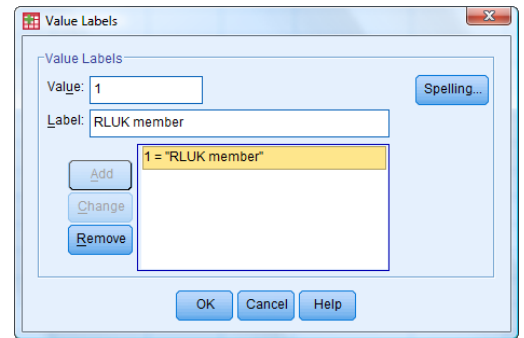 Value Labels
Value Labels
Value: 1
Spelling...
Label: RLUK member
1 = "RLUK member"
Add
Change
Remove
OK Cancel Help